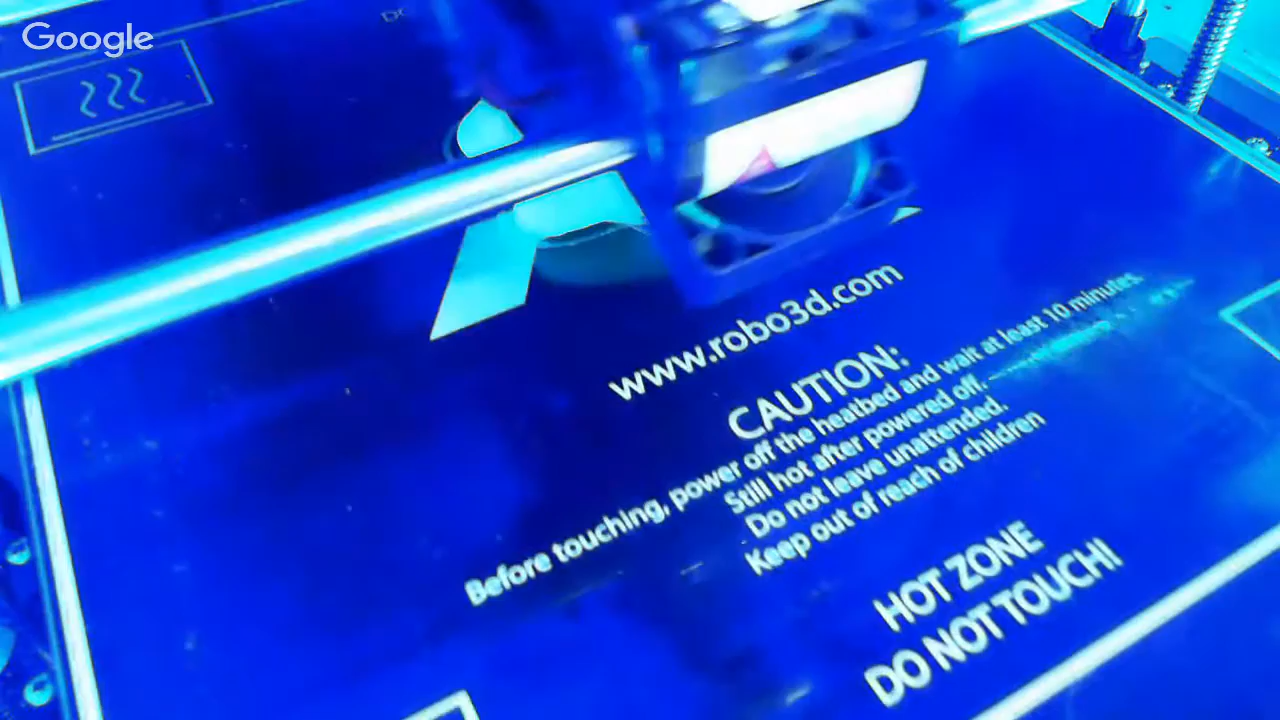 Google
www.robo3d.com
CAUTION:
Before touching, power off the heatbed and wait at least 10 minutes.
Still hot after powered off.
Do not leave unattended.
Keep out of reach of children
HOT ZONE
DO NOT TOUCH!